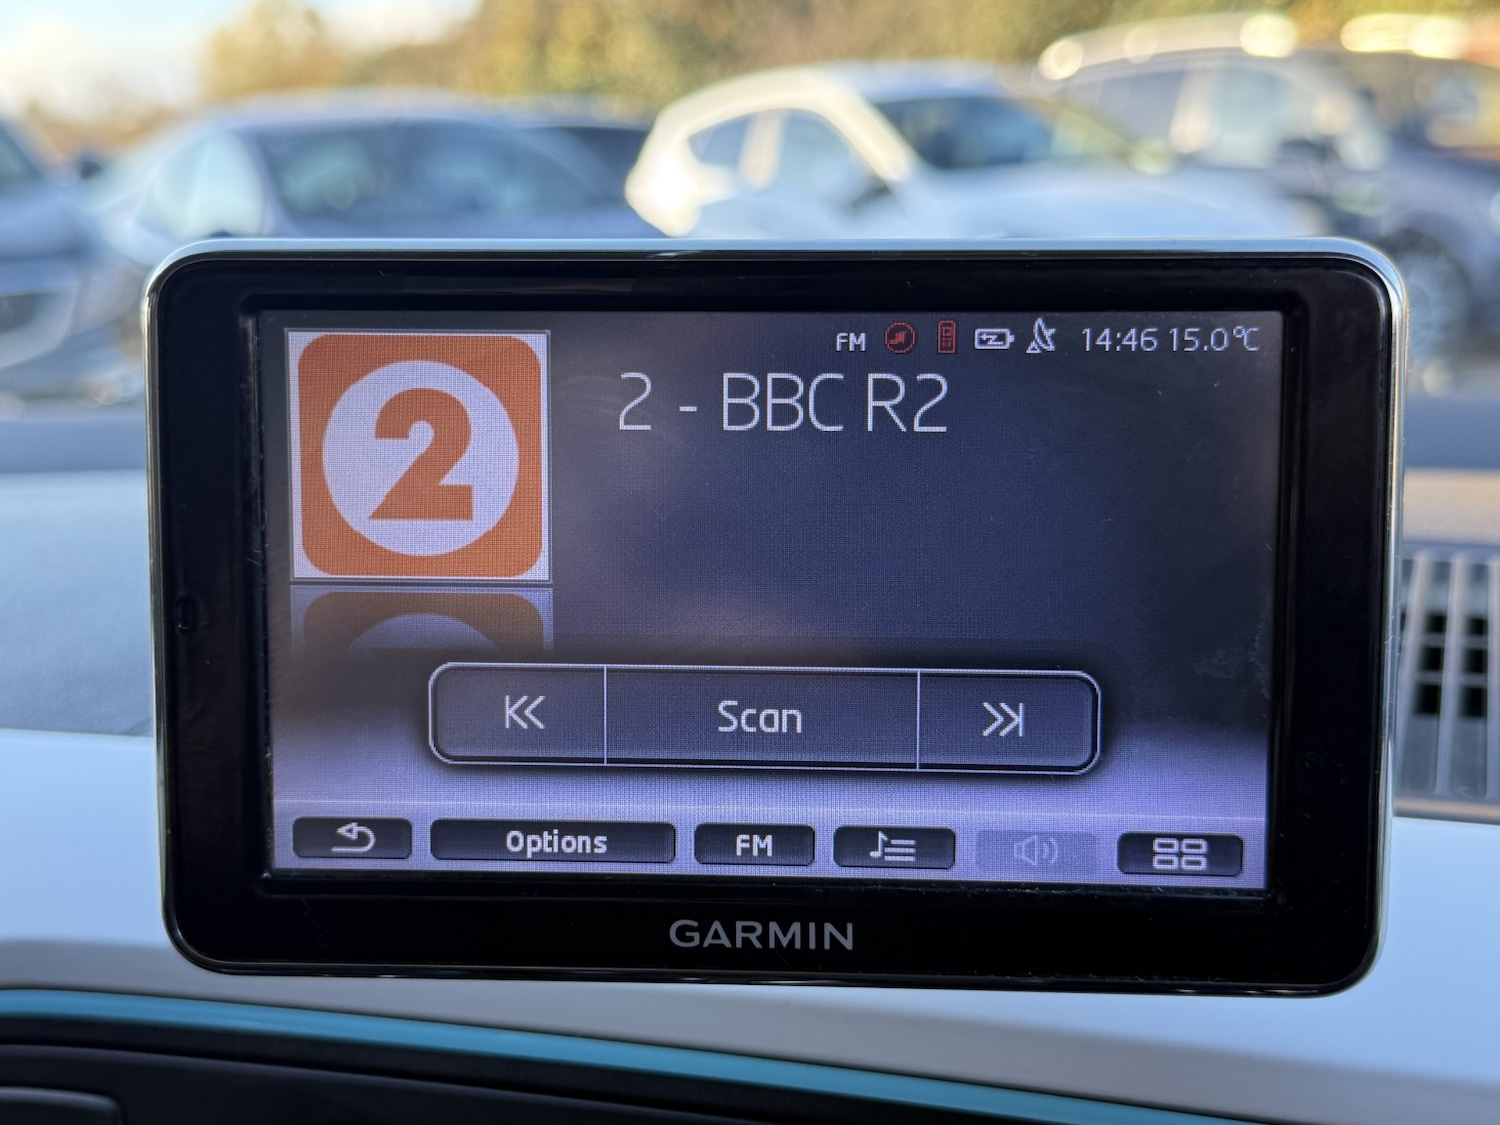 FM 14:46 15.0°C
2
2 - BBC R2
Scan
Options FM
GARMIN